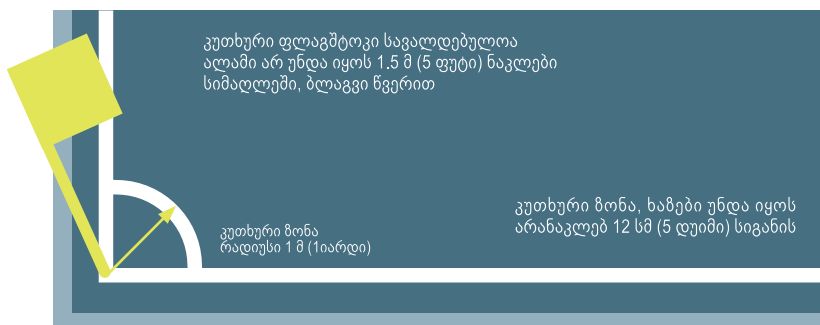 კუთხური ფლაგშტოკი სავალდებულოა
ალამი არ უნდა იყოს 1.5 მ (5 ფუტი) ნაკლები
სიმაღლეში, ბლაგვი წვერით
კუთხური ზონა, ხაზები უნდა იყოს
არანაკლებ 12 სმ (5 დუიმი) სიგანის
კუთხური ზონა
რადიუსი 1 მ (1იარდი)